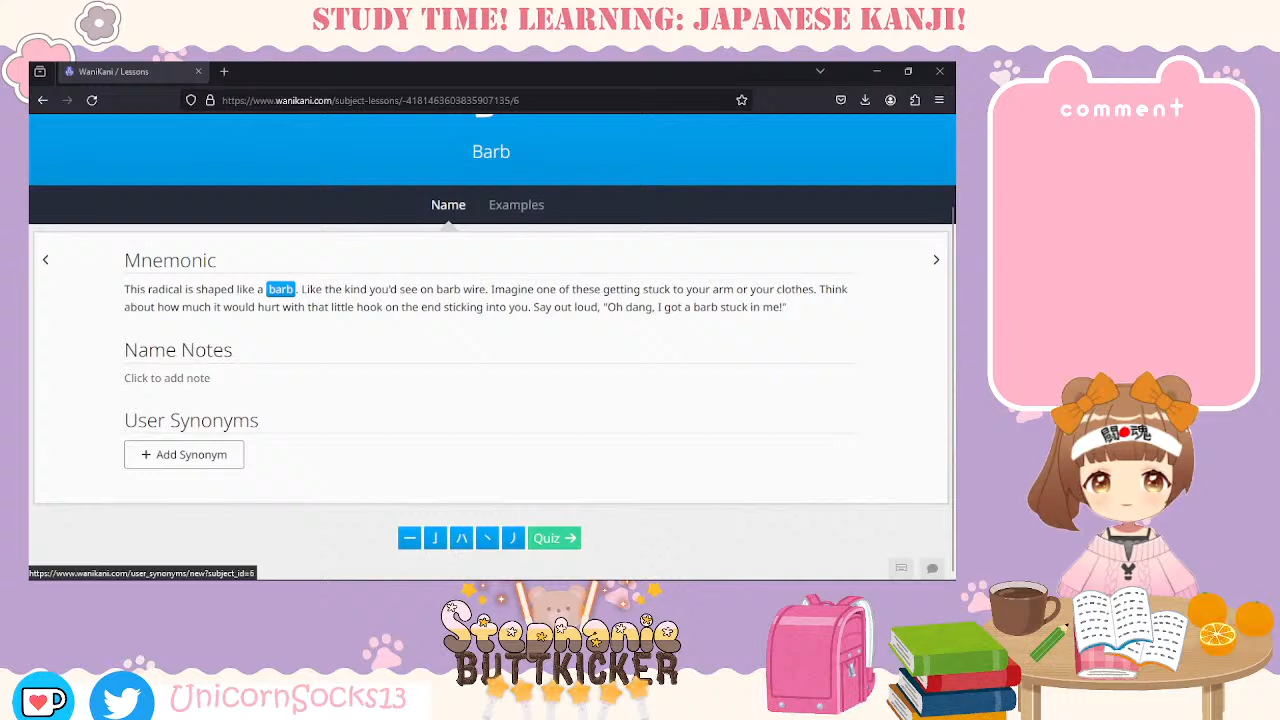 STUDY TIME! LEARNING: JAPANESE KANJI!
WaniKani / Lessons
https://www.wanikani.com/subject-lessons/-4181463603835907135/6
comment
Barb
Name Examples
Mnemonic
This radical is shaped like a barb. Like the kind you'd see on barb wire. Imagine one of these getting stuck to your arm or your clothes. Think
about how much it would hurt with that little hook on the end sticking into you. Say out loud, "Oh dang, I got a barb stuck in me!"
Name Notes
Click to add note
User Synonyms
+ Add Synonym
闘魂
一 亅 ハ 丶 丿 Quiz →
https://www.wanikani.com/user_synonyms/new?subject_id=6
Stephanie
BUTTKICKER
UnicornSocks13